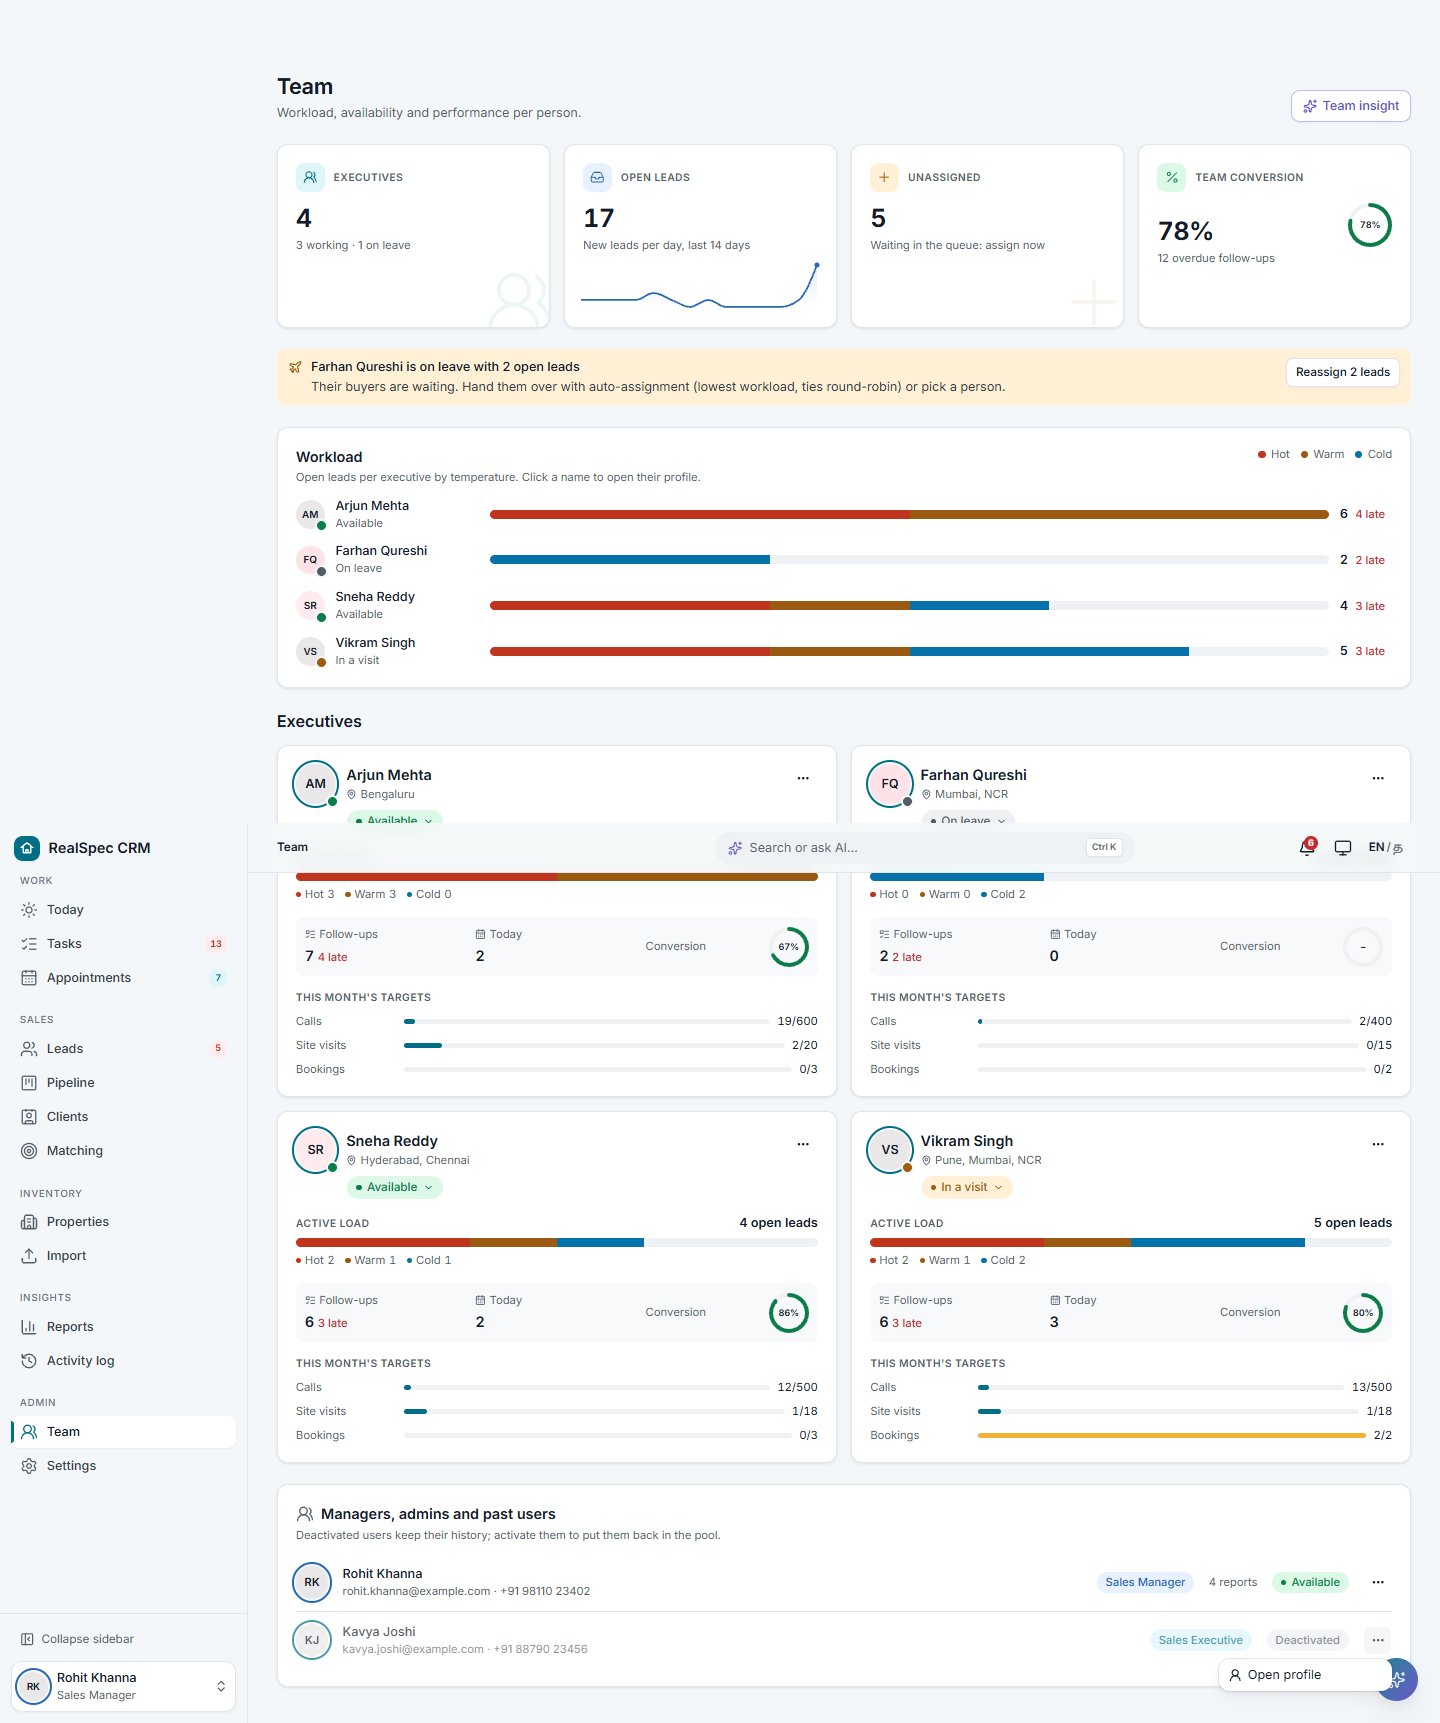 Team
Workload, availability and performance per person.
Team insight
EXECUTIVES
4
3 working · 1 on leave
OPEN LEADS
17
New leads per day, last 14 days
UNASSIGNED
5
Waiting in the queue: assign now
TEAM CONVERSION
78%
78%
12 overdue follow-ups
Farhan Qureshi is on leave with 2 open leads
Their buyers are waiting. Hand them over with auto-assignment (lowest workload, ties round-robin) or pick a person.
Reassign 2 leads
Workload
Open leads per executive by temperature. Click a name to open their profile.
Hot Warm Cold
AM Arjun Mehta
Available
6 4 late
FQ Farhan Qureshi
On leave
2 2 late
SR Sneha Reddy
Available
4 3 late
VS Vikram Singh
In a visit
5 3 late
Executives
AM Arjun Mehta
Bengaluru
Available
FQ Farhan Qureshi
Mumbai, NCR
On leave
RealSpec CRM
Team
Search or ask AI...
Ctrl K
6
EN / த
WORK
Today
Tasks 13
Appointments 7
SALES
Leads 5
Pipeline
Clients
Matching
INVENTORY
Properties
Import
INSIGHTS
Reports
Activity log
ADMIN
Team
Settings
Collapse sidebar
RK Rohit Khanna
Sales Manager
Hot 3 Warm 3 Cold 0
Follow-ups
7 4 late
Today
2
Conversion
67%
THIS MONTH'S TARGETS
Calls 19/600
Site visits 2/20
Bookings 0/3
Hot 0 Warm 0 Cold 2
Follow-ups
2 2 late
Today
0
Conversion
-
THIS MONTH'S TARGETS
Calls 2/400
Site visits 0/15
Bookings 0/2
SR Sneha Reddy
Hyderabad, Chennai
Available
ACTIVE LOAD 4 open leads
Hot 2 Warm 1 Cold 1
Follow-ups
6 3 late
Today
2
Conversion
86%
THIS MONTH'S TARGETS
Calls 12/500
Site visits 1/18
Bookings 0/3
VS Vikram Singh
Pune, Mumbai, NCR
In a visit
ACTIVE LOAD 5 open leads
Hot 2 Warm 1 Cold 2
Follow-ups
6 3 late
Today
3
Conversion
80%
THIS MONTH'S TARGETS
Calls 13/500
Site visits 1/18
Bookings 2/2
Managers, admins and past users
Deactivated users keep their history; activate them to put them back in the pool.
RK Rohit Khanna
rohit.khanna@example.com · +91 98110 23402
Sales Manager 4 reports Available
KJ Kavya Joshi
kavya.joshi@example.com · +91 88790 23456
Sales Executive Deactivated
Open profile